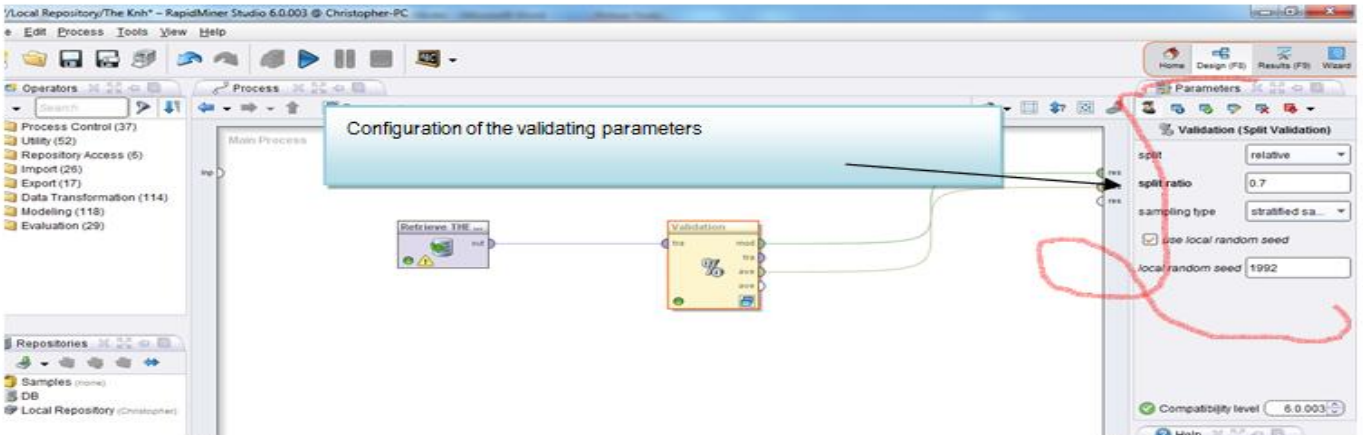 /Local Repository/The Knh* – RapidMiner Studio 6.0.003 @ Christopher-PC
e Edit Process Tools View Help
Home Design (F8) Results (F9) Wizard
Operators
Process
Parameters
Search
Process Control (37)
Utility (52)
Repository Access (6)
Import (26)
Export (17)
Data Transformation (114)
Modeling (118)
Evaluation (29)
Main Process
Configuration of the validating parameters
Validation (Split Validation)
split relative
split ratio 0.7
sampling type stratified sa...
use local random seed
local random seed 1992
inp
res
res
Retrieve THE ...
out
Validation
tra mod
tra
ave
ave
Repositories
Samples (none)
DB
Local Repository (Christopher)
Compatibility level 6.0.003
Help